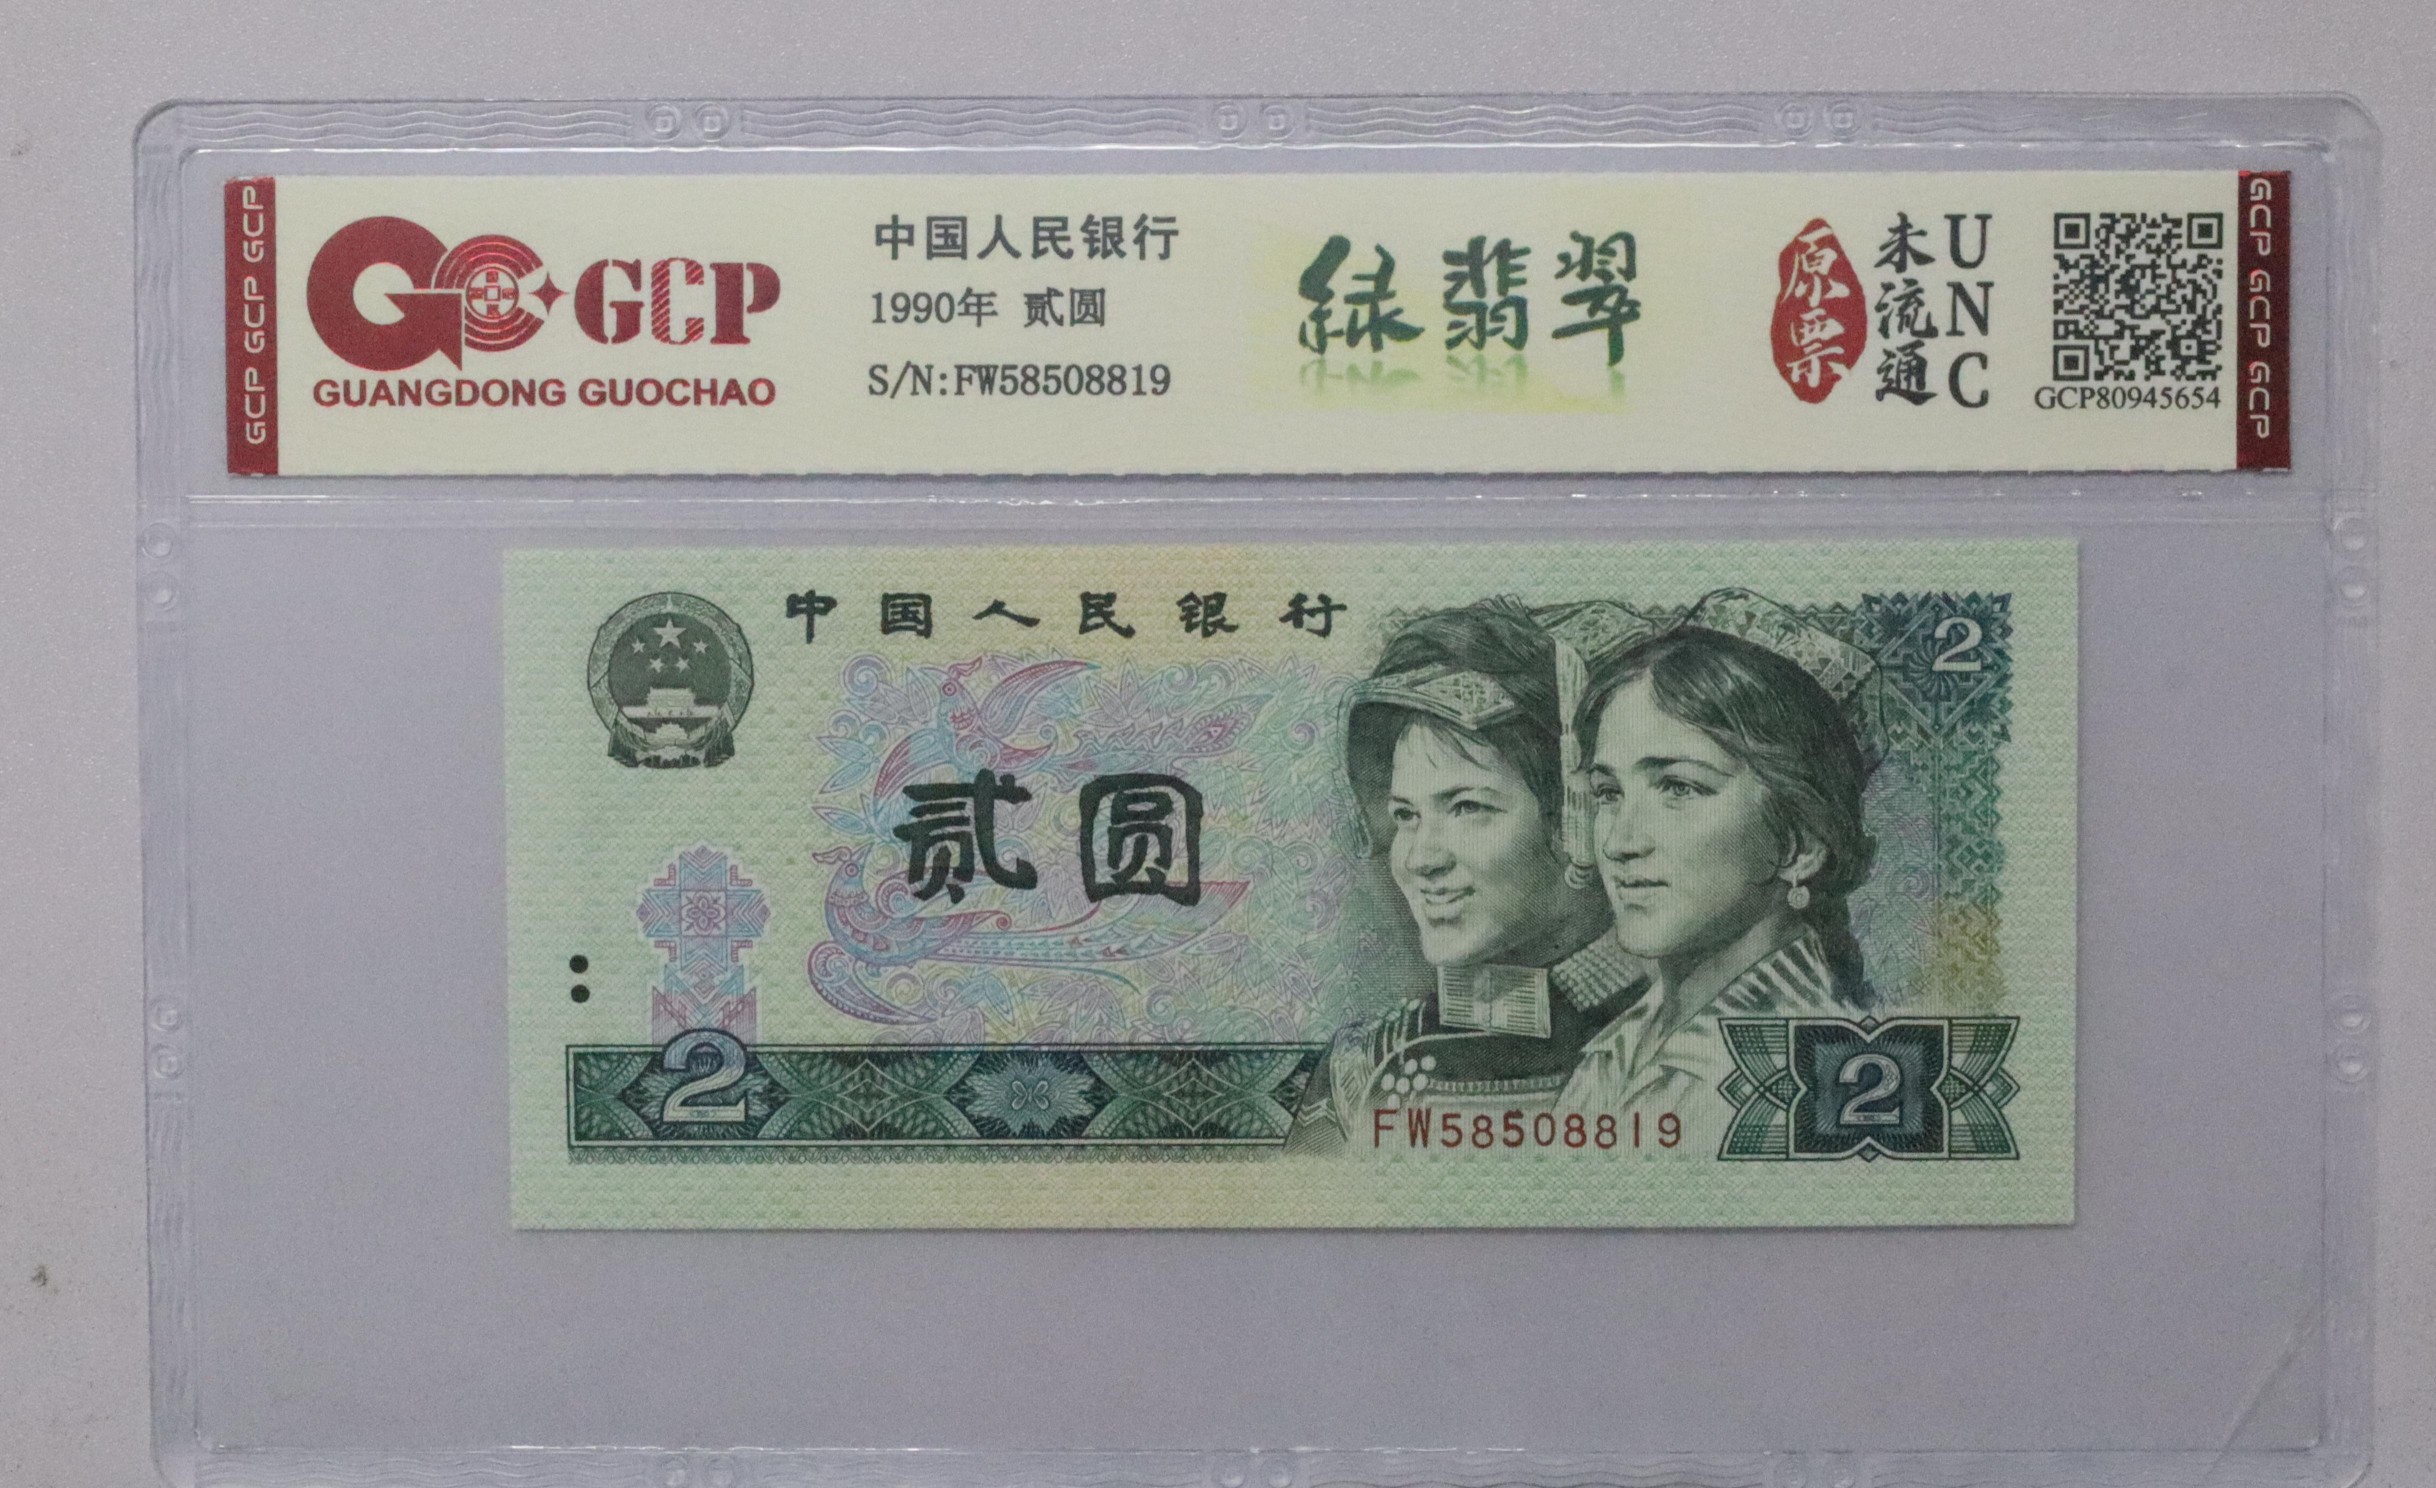 GCP GCP GCP
GCP
GUANGDONG GUOCHAO
中国人民银行
1990年 贰圆
S/N:FW58508819
绿翡翠
原票
未流通
UNC
GCP80945654
GCP GCP GCP
中国人民银行
2
贰圆
2
FW58508819
2